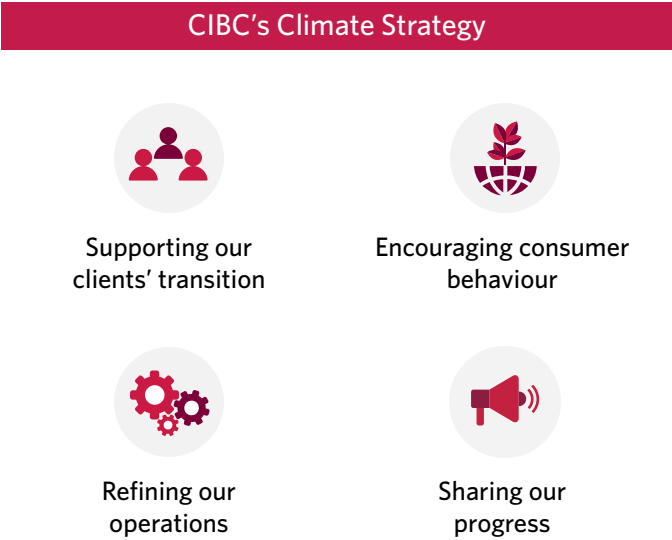 CIBC's Climate Strategy
Supporting our
clients' transition
Encouraging consumer
behaviour
Refining our
operations
Sharing our
progress